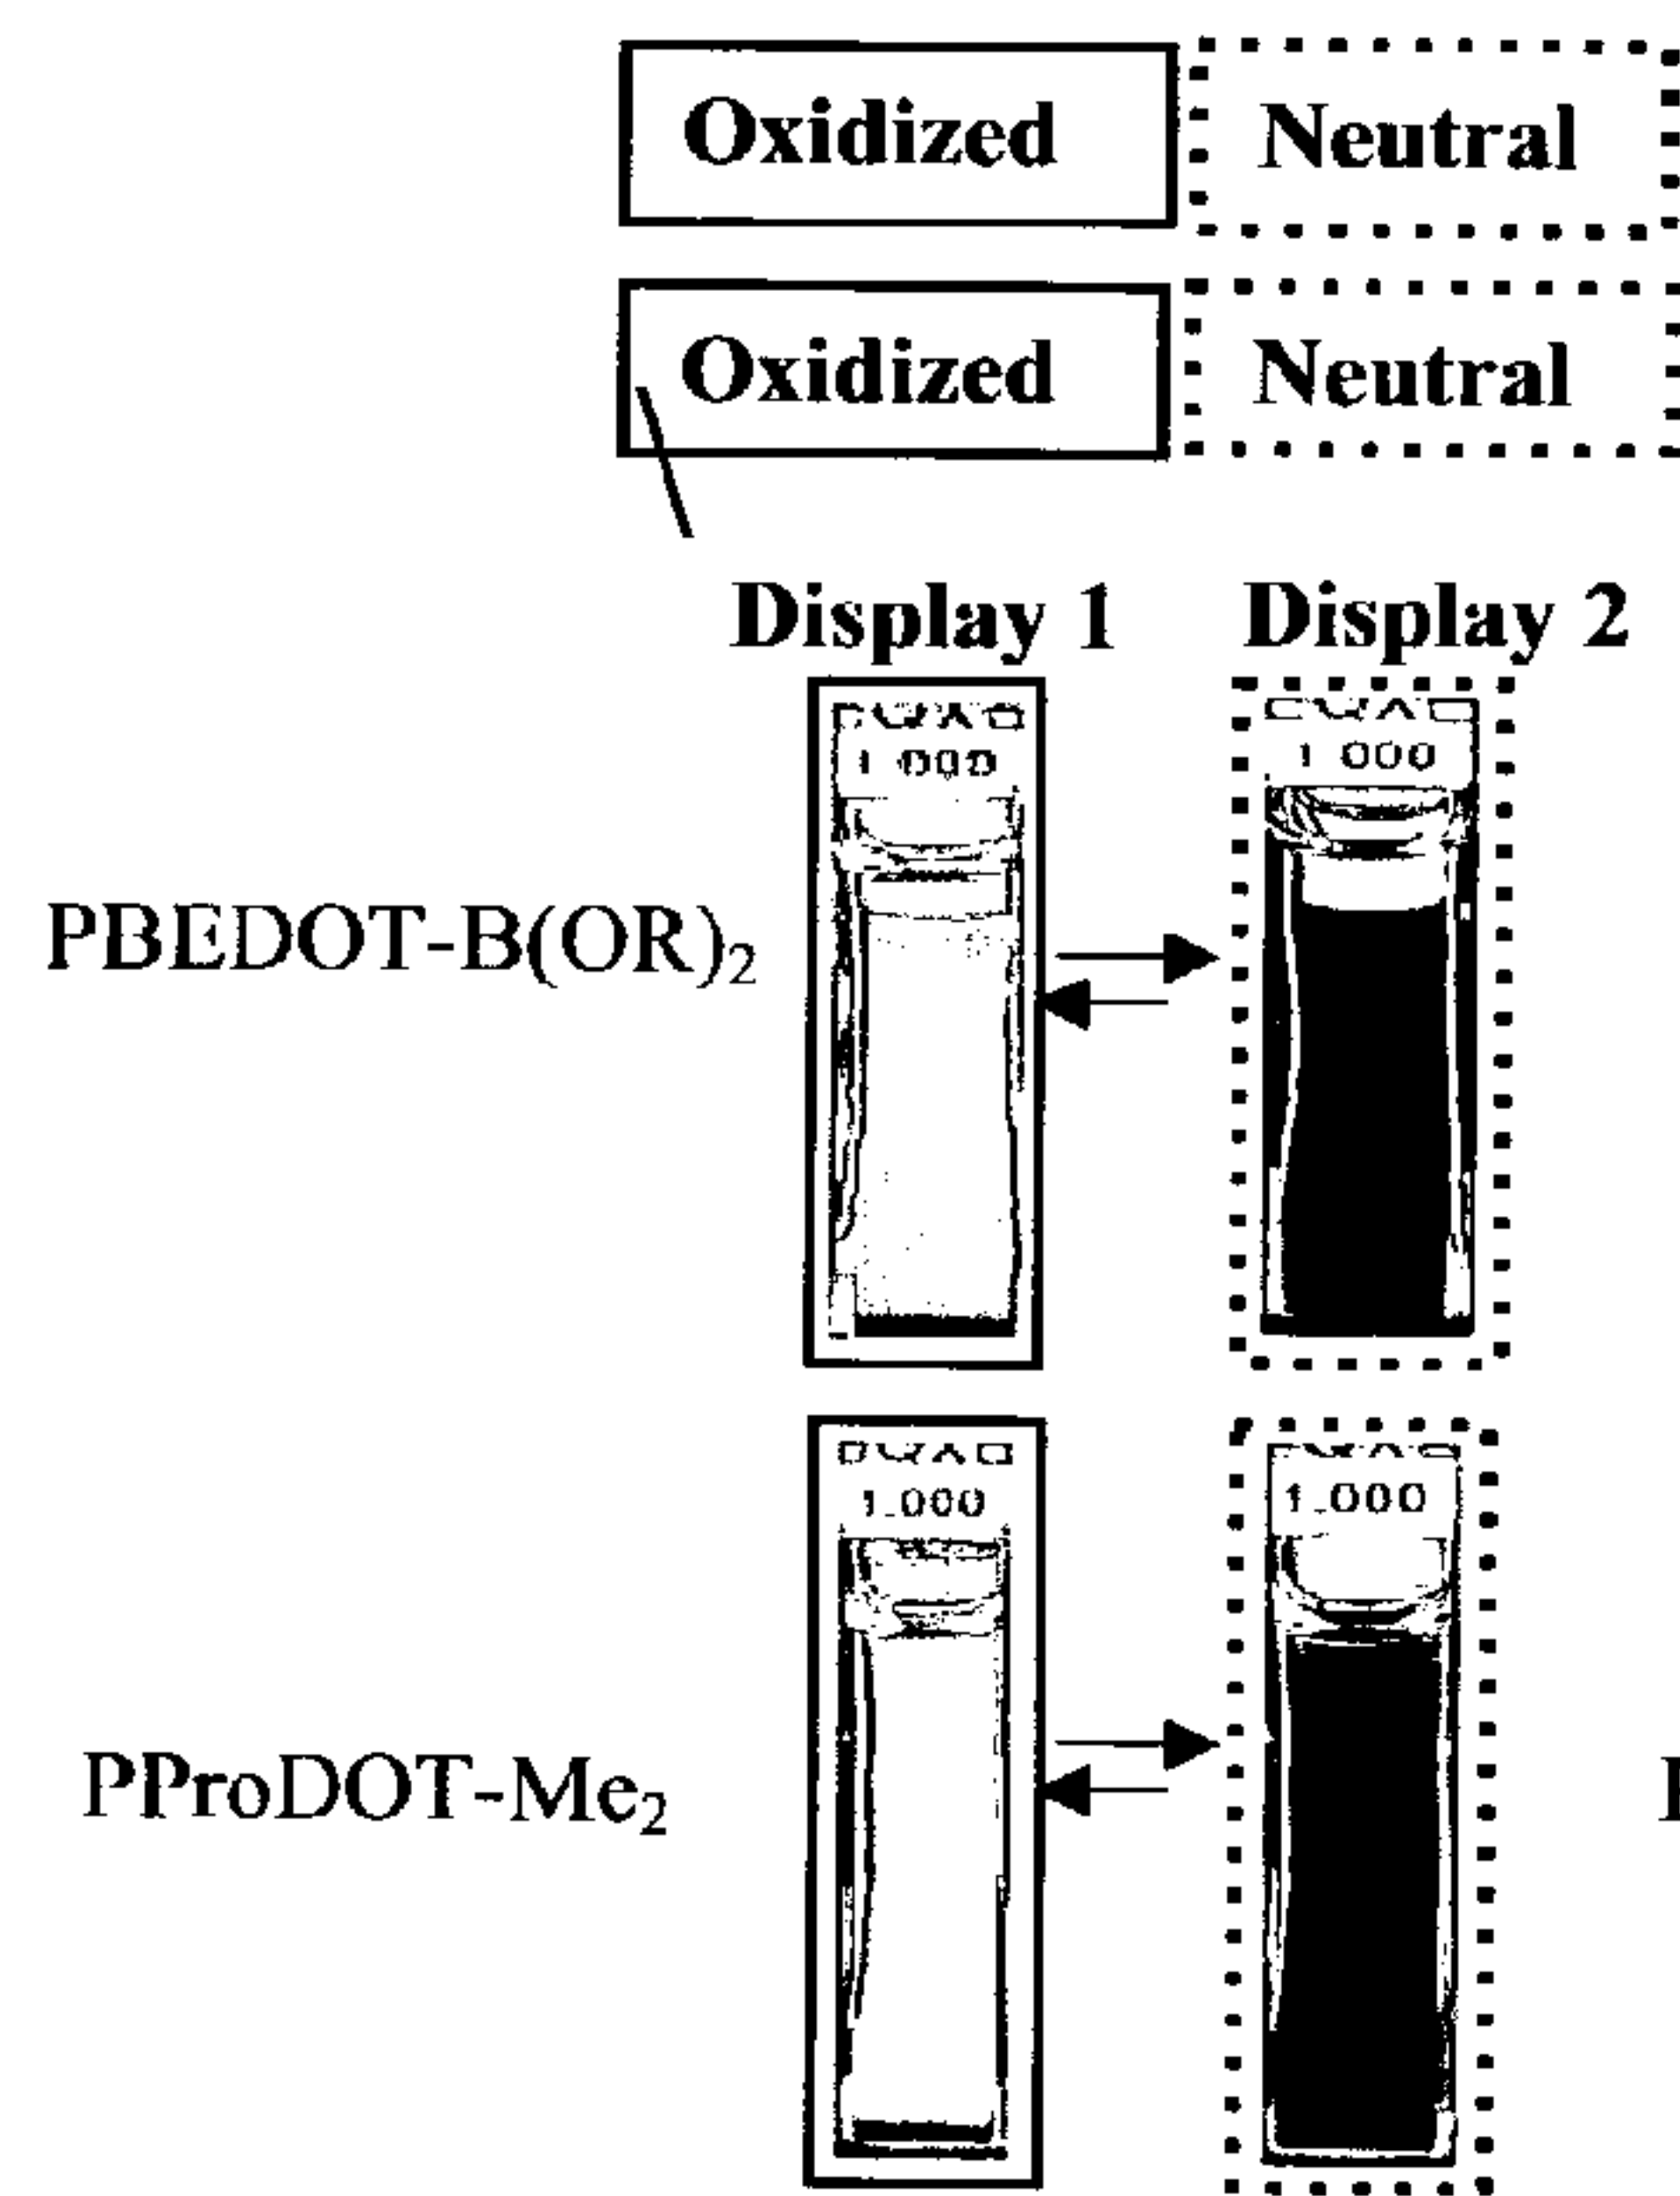 Oxidized Neutral
Oxidized Neutral
Display 1 Display 2
1 000 1 000
PBEDOT-B(OR)₂
1.000 1.000
PProDOT-Me₂